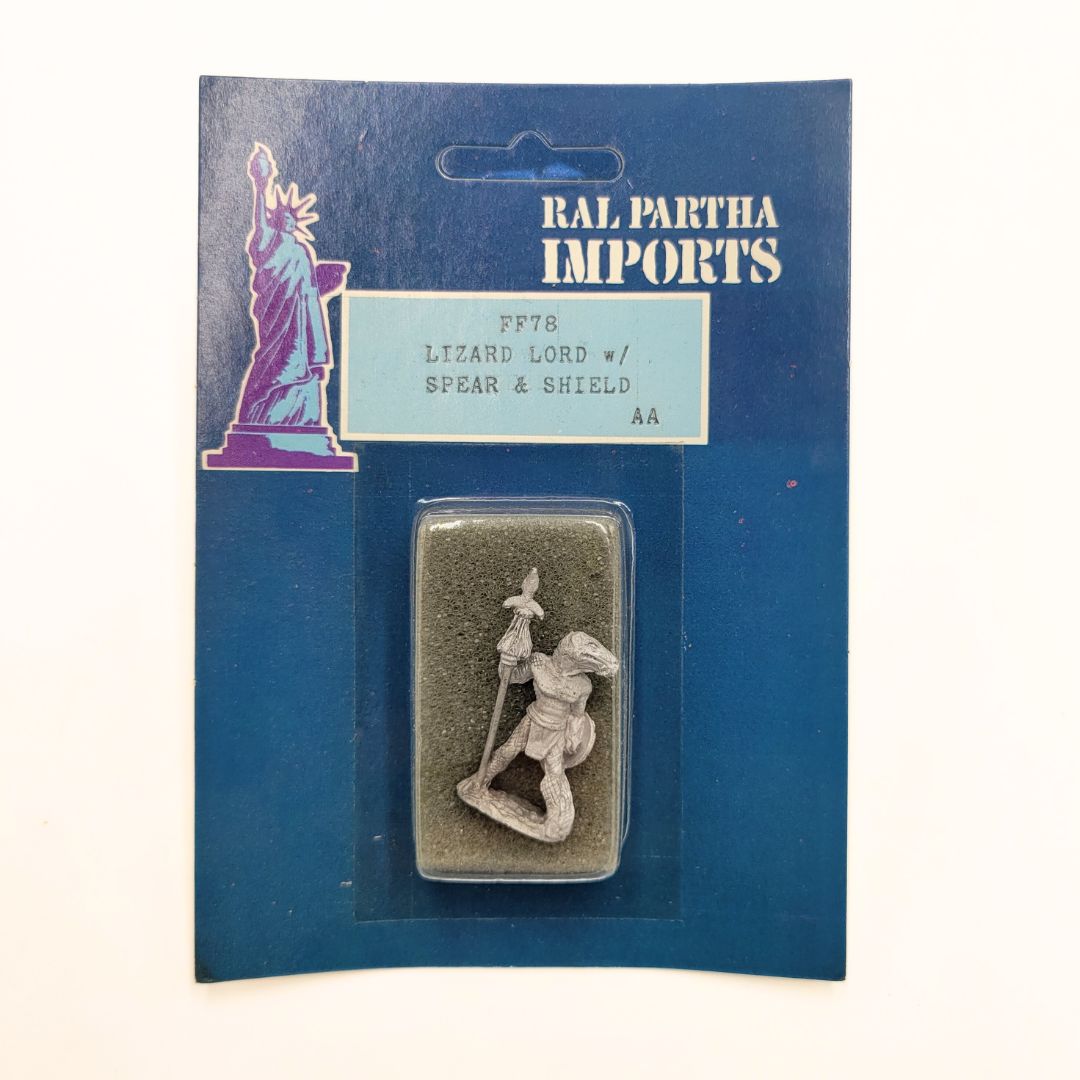 RAL PARTHA
IMPORTS
FF78
LIZARD LORD w/
SPEAR & SHIELD
AA